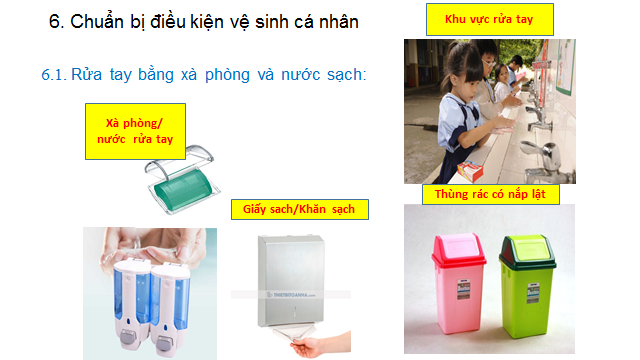 6. Chuẩn bị điều kiện vệ sinh cá nhân
Khu vực rửa tay
6.1. Rửa tay bằng xà phòng và nước sạch:
Xà phòng/
nước rửa tay
Giấy sach/Khăn sạch
Thùng rác có nắp lật